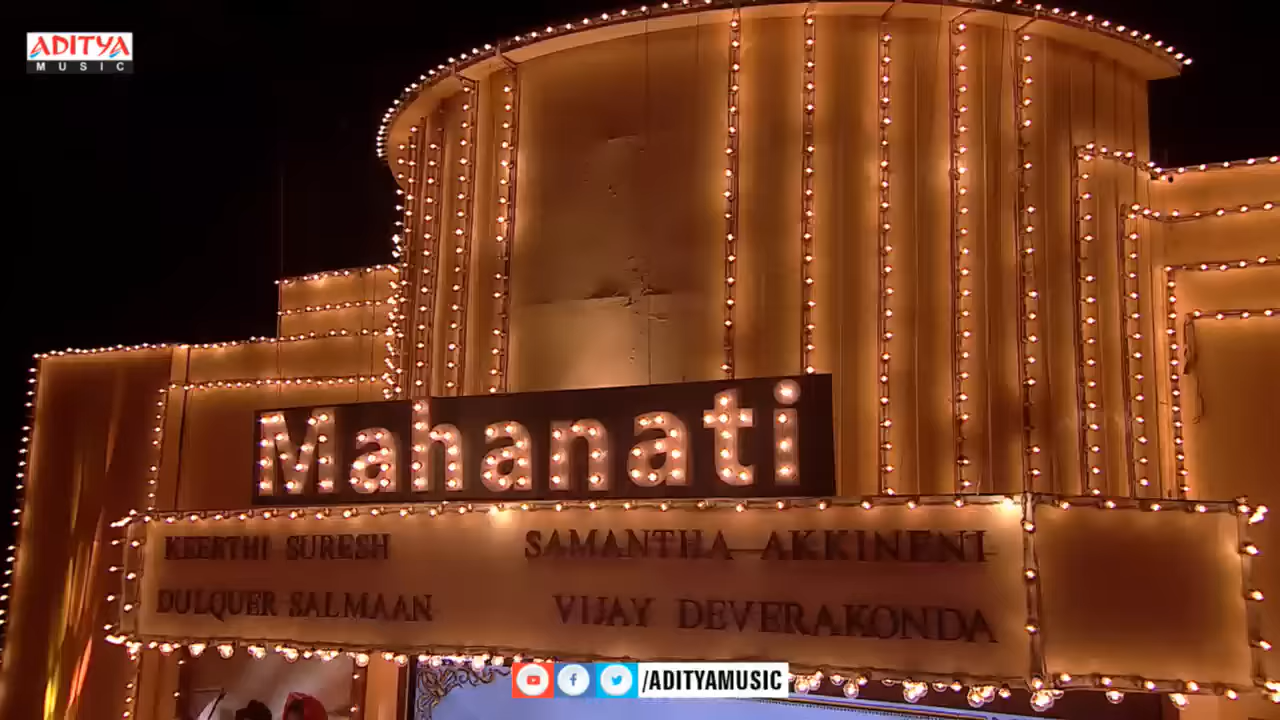 ADITYA
MUSIC
Mahanati
KEERTHI SURESH
SAMANTHA AKKINENI
DULQUER SALMAAN
VIJAY DEVERAKONDA
/ADITYAMUSIC